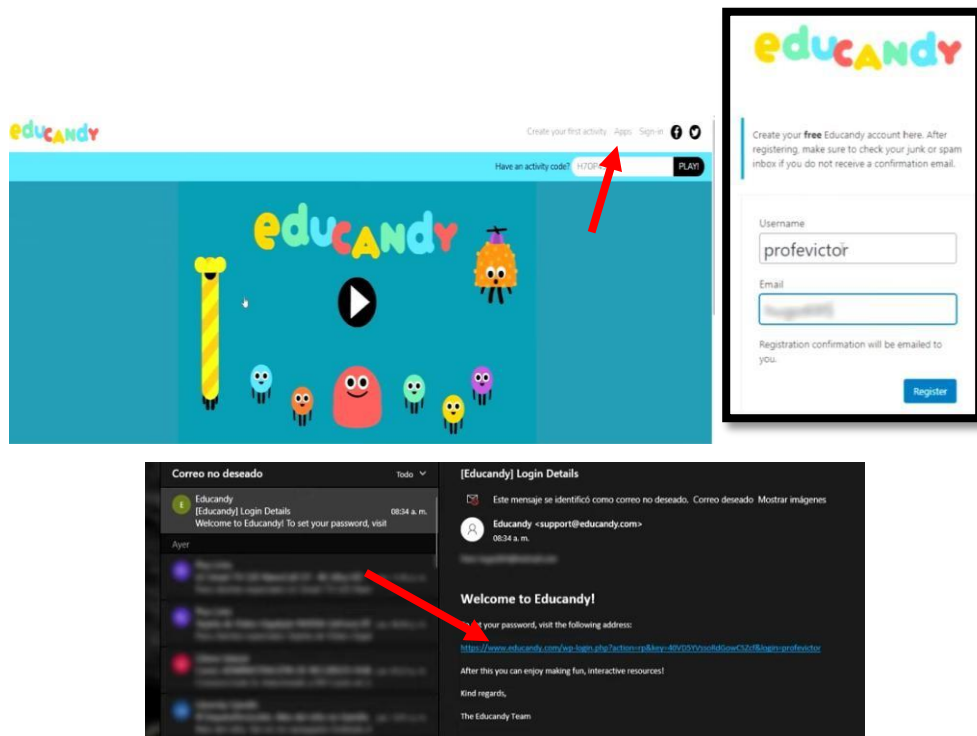 educandy
Create your first activity Apps Sign-in
Have an activity code? PLAY!
educandy
educandy
Create your free Educandy account here. After
registering, make sure to check your junk or spam
inbox if you do not receive a confirmation email.
Username
profevictor
Email
Registration confirmation will be emailed to
you.
Register
Correo no deseado Todo
E Educandy
[Educandy] Login Details 08:34 a. m.
Welcome to Educandy! To set your password, visit
Ayer
[Educandy] Login Details
Este mensaje se identificó como correo no deseado. Correo deseado Mostrar imágenes
Educandy <support@educandy.com>
08:34 a. m.
Welcome to Educandy!
To set your password, visit the following address:
After this you can enjoy making fun, interactive resources!
Kind regards,
The Educandy Team